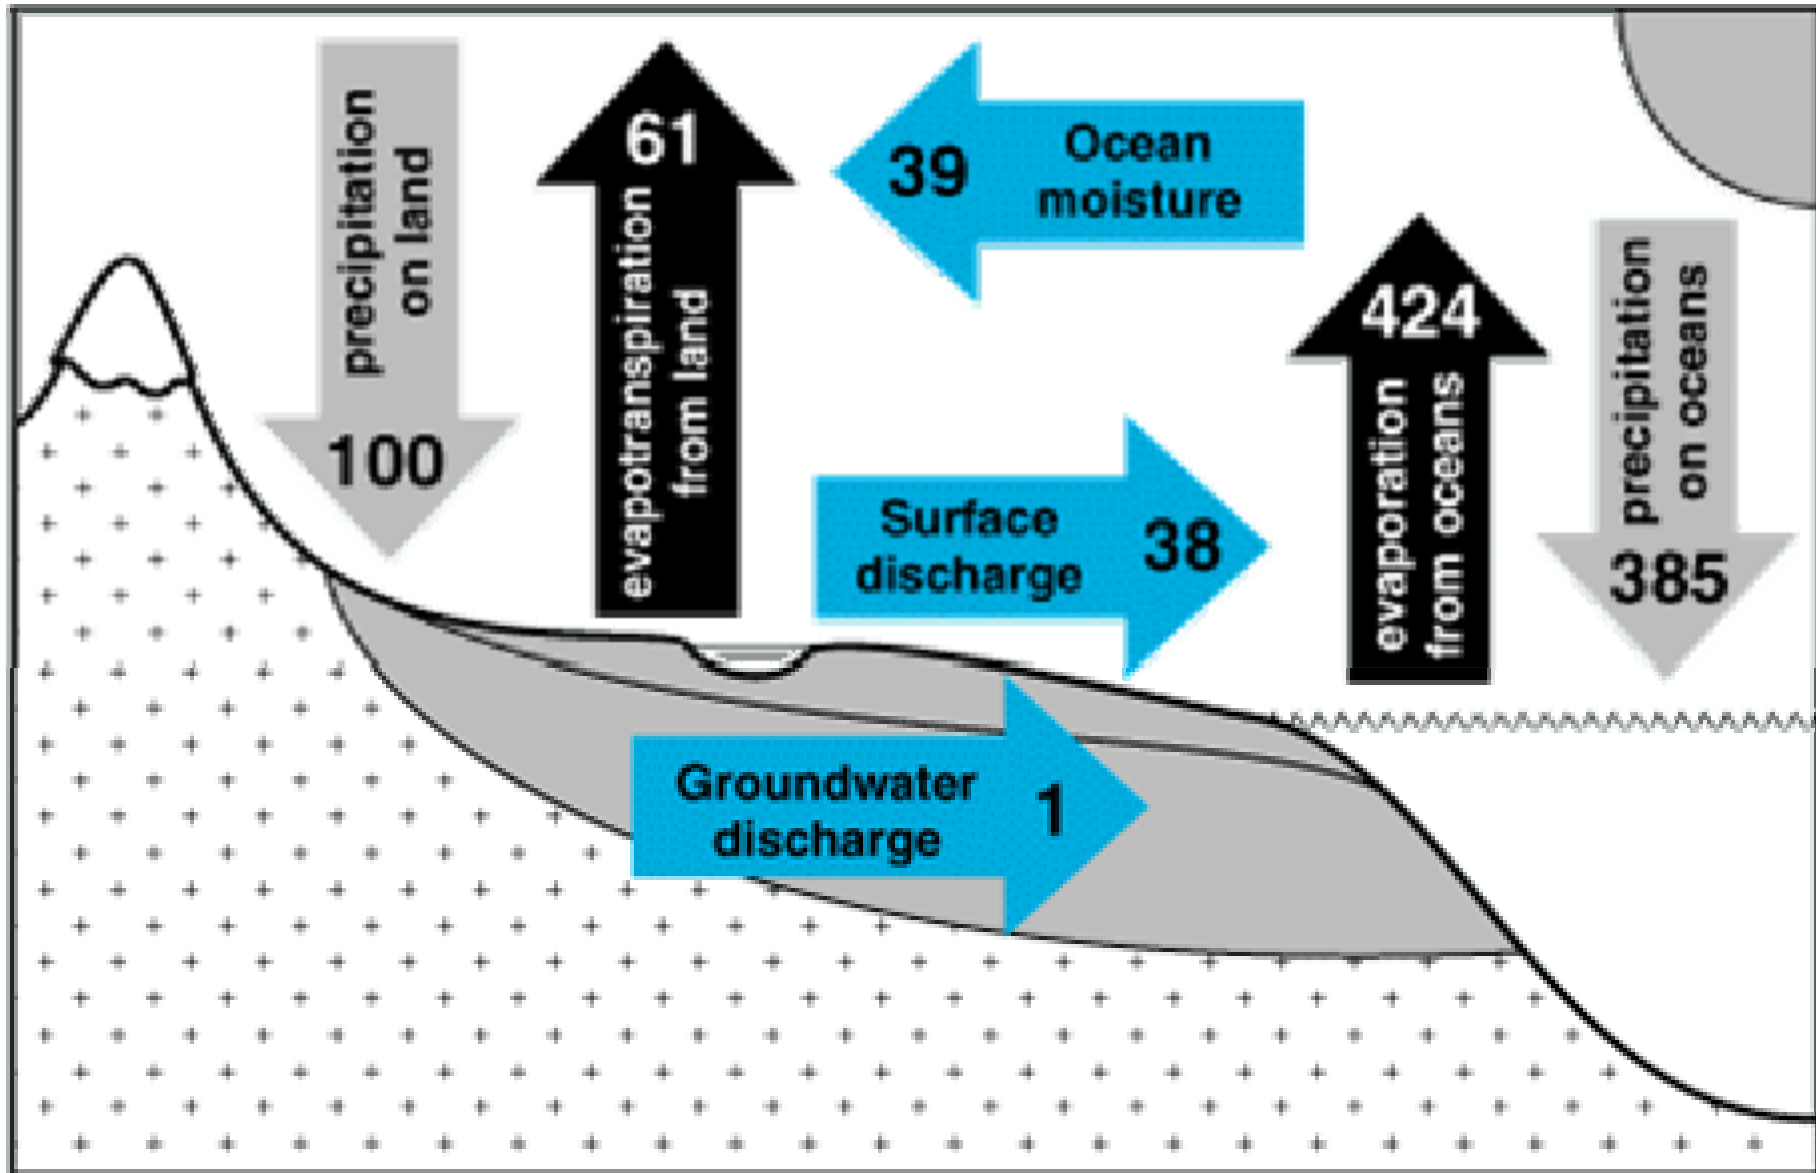 precipitation
on land
100
61
evapotranspiration
from land
39
Ocean
moisture
424
evaporation
from oceans
precipitation
on oceans
385
Surface
discharge
38
Groundwater
discharge
1